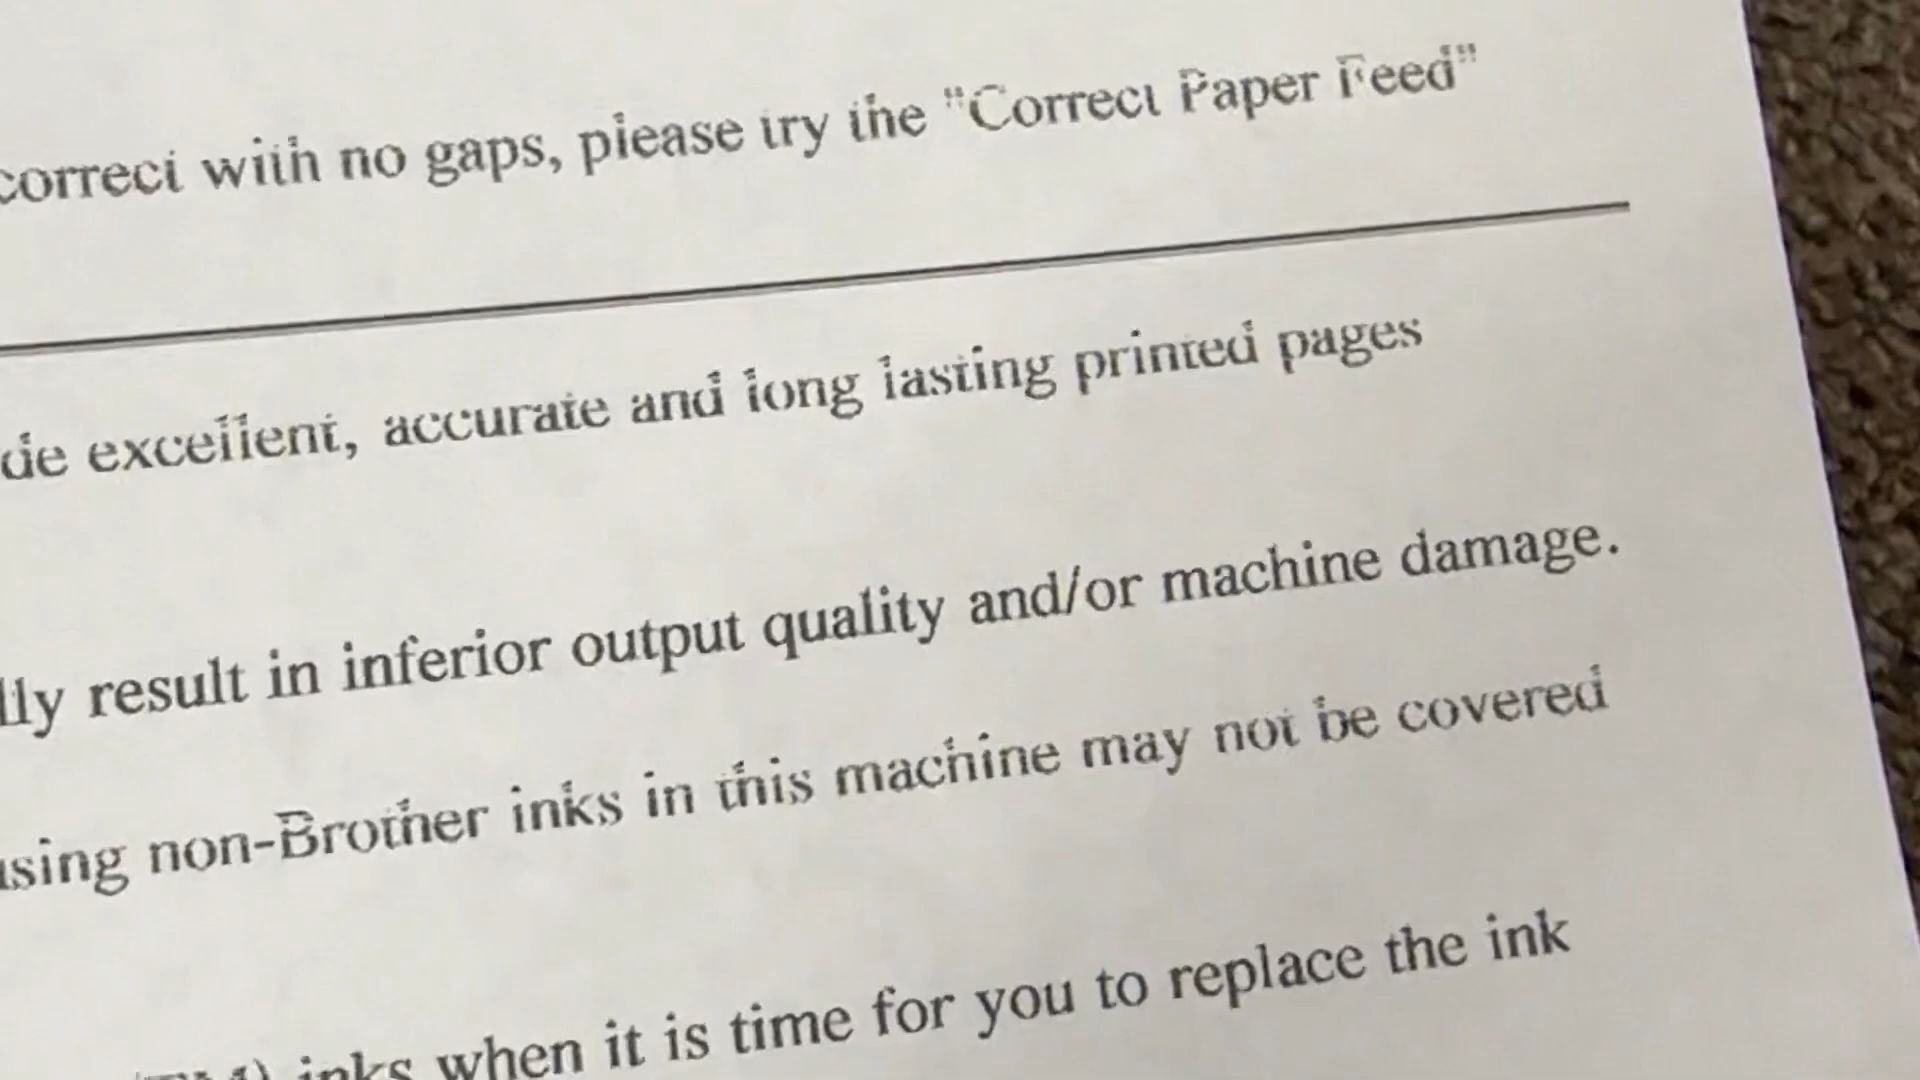 correct with no gaps, please try the "Correct Paper Feed"
de excellent, accurate and long lasting printed pages
lly result in inferior output quality and/or machine damage.
using non-Brother inks in this machine may not be covered
inks when it is time for you to replace the ink